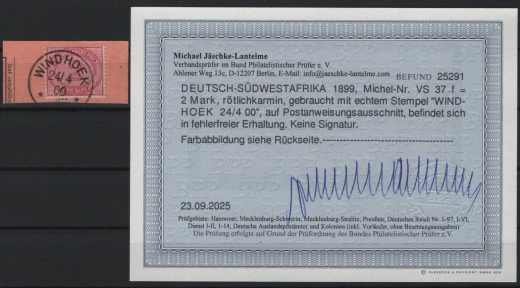 WINDHOEK
24/4
00
Michael Jäschke-Lantelme
Verbandsprüfer im Bund Philatelistischer Prüfer e. V.
Ahlener Weg 13c, D-12207 Berlin, E-Mail: info@jaeschke-lantelme.com
BEFUND 25291
DEUTSCH-SÜDWESTAFRIKA 1899, Michel-Nr. VS 37 f =
2 Mark, rötlichkarmin, gebraucht mit echtem Stempel "WIND-
HOEK 24/4 00", auf Postanweisungsausschnitt, befindet sich
in fehlerfreier Erhaltung. Keine Signatur.
Farbabbildung siehe Rückseite.------------------------------------
23.09.2025
Prüfgebiete: Hannover, Mecklenburg-Schwerin, Mecklenburg-Strelitz, Preußen, Deutsches Reich Nr. 1-97, I-VI,
Dienst I-II, 1-14, Deutsche Auslandspostämter und Kolonien (inkl. Vorläufer, ohne Besetzungsausgaben)
Die Prüfung erfolgte auf Grund der Prüfordnung des Bundes Philatelistischer Prüfer e.V.